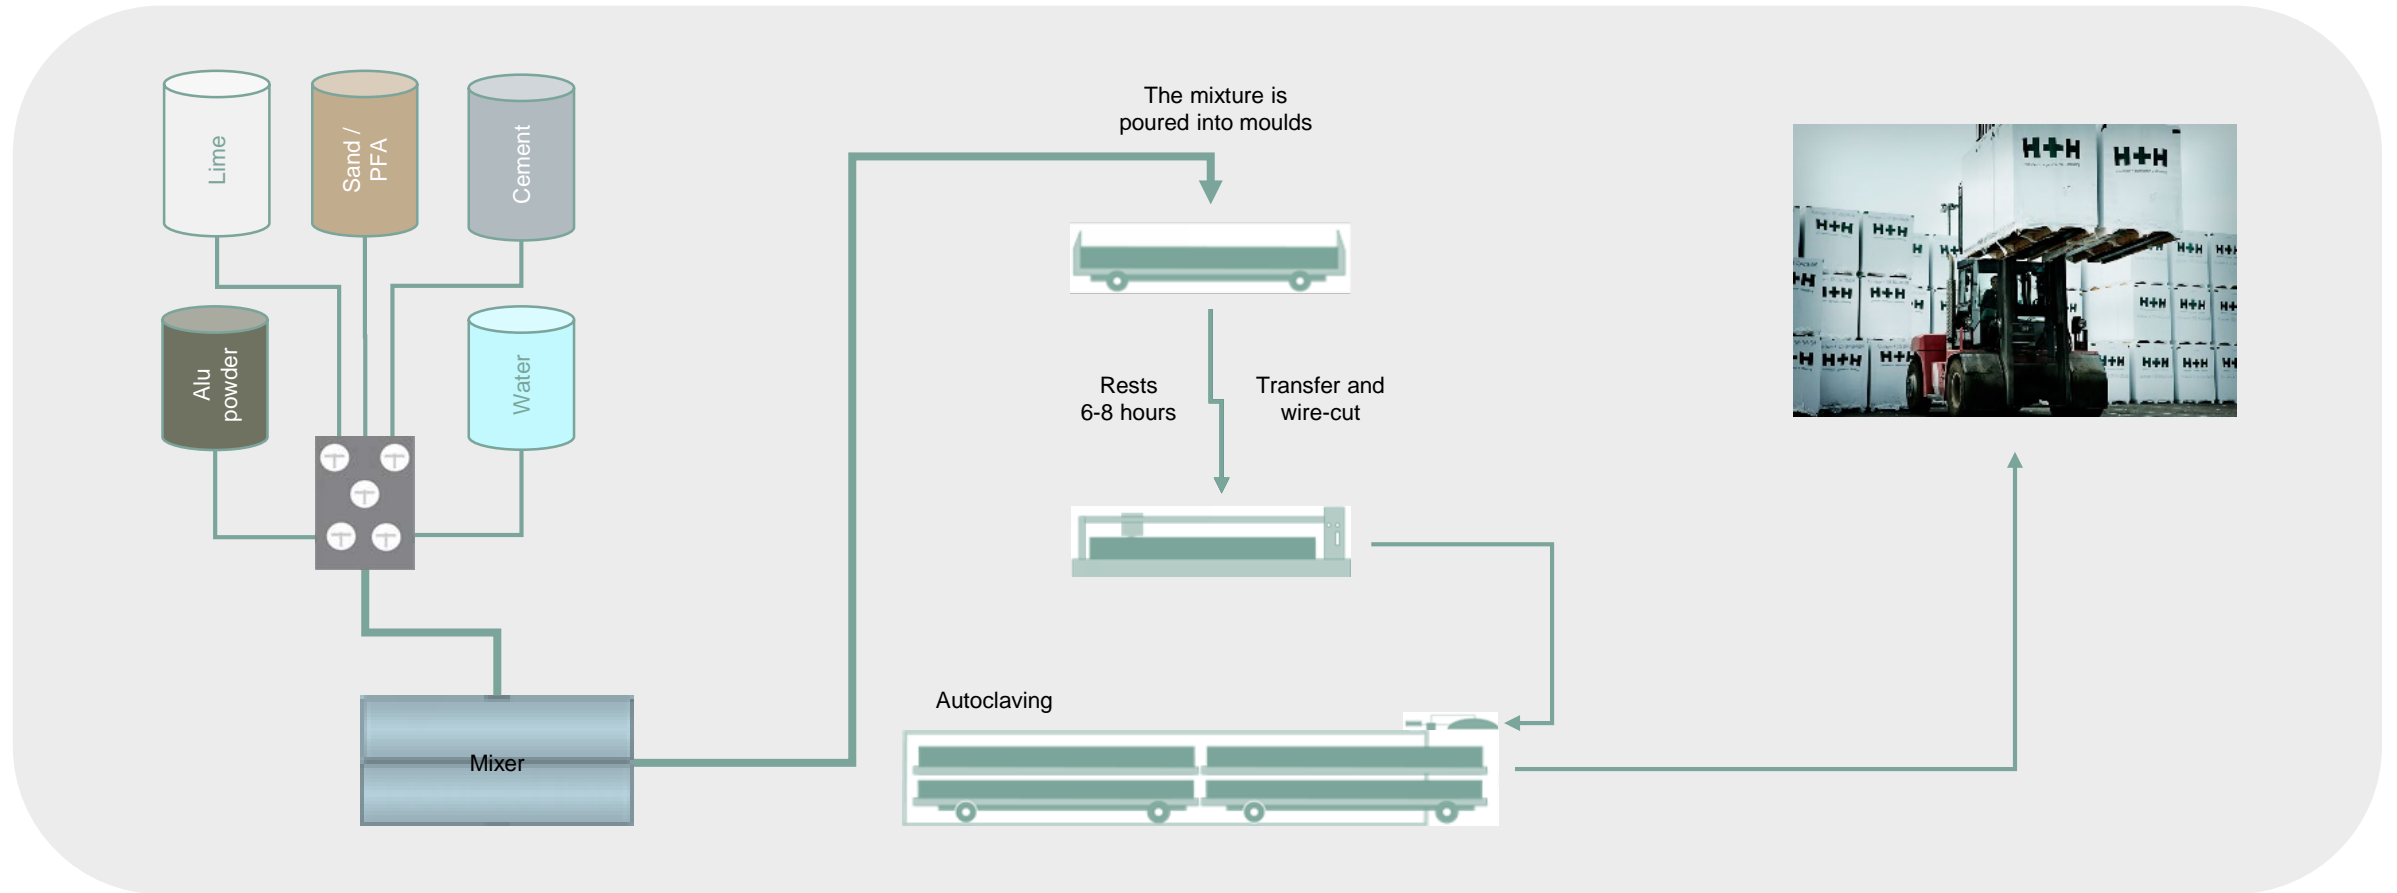 Lime
Sand /
PFA
Cement
Alu
powder
Water
Mixer
The mixture is
poured into moulds
Rests
6-8 hours
Transfer and
wire-cut
Autoclaving
H+H
H+H
H+H
H+H
H+H
H+H
H+H
H+H
H+H
H+H
H+H
H+H
H+H
H+H